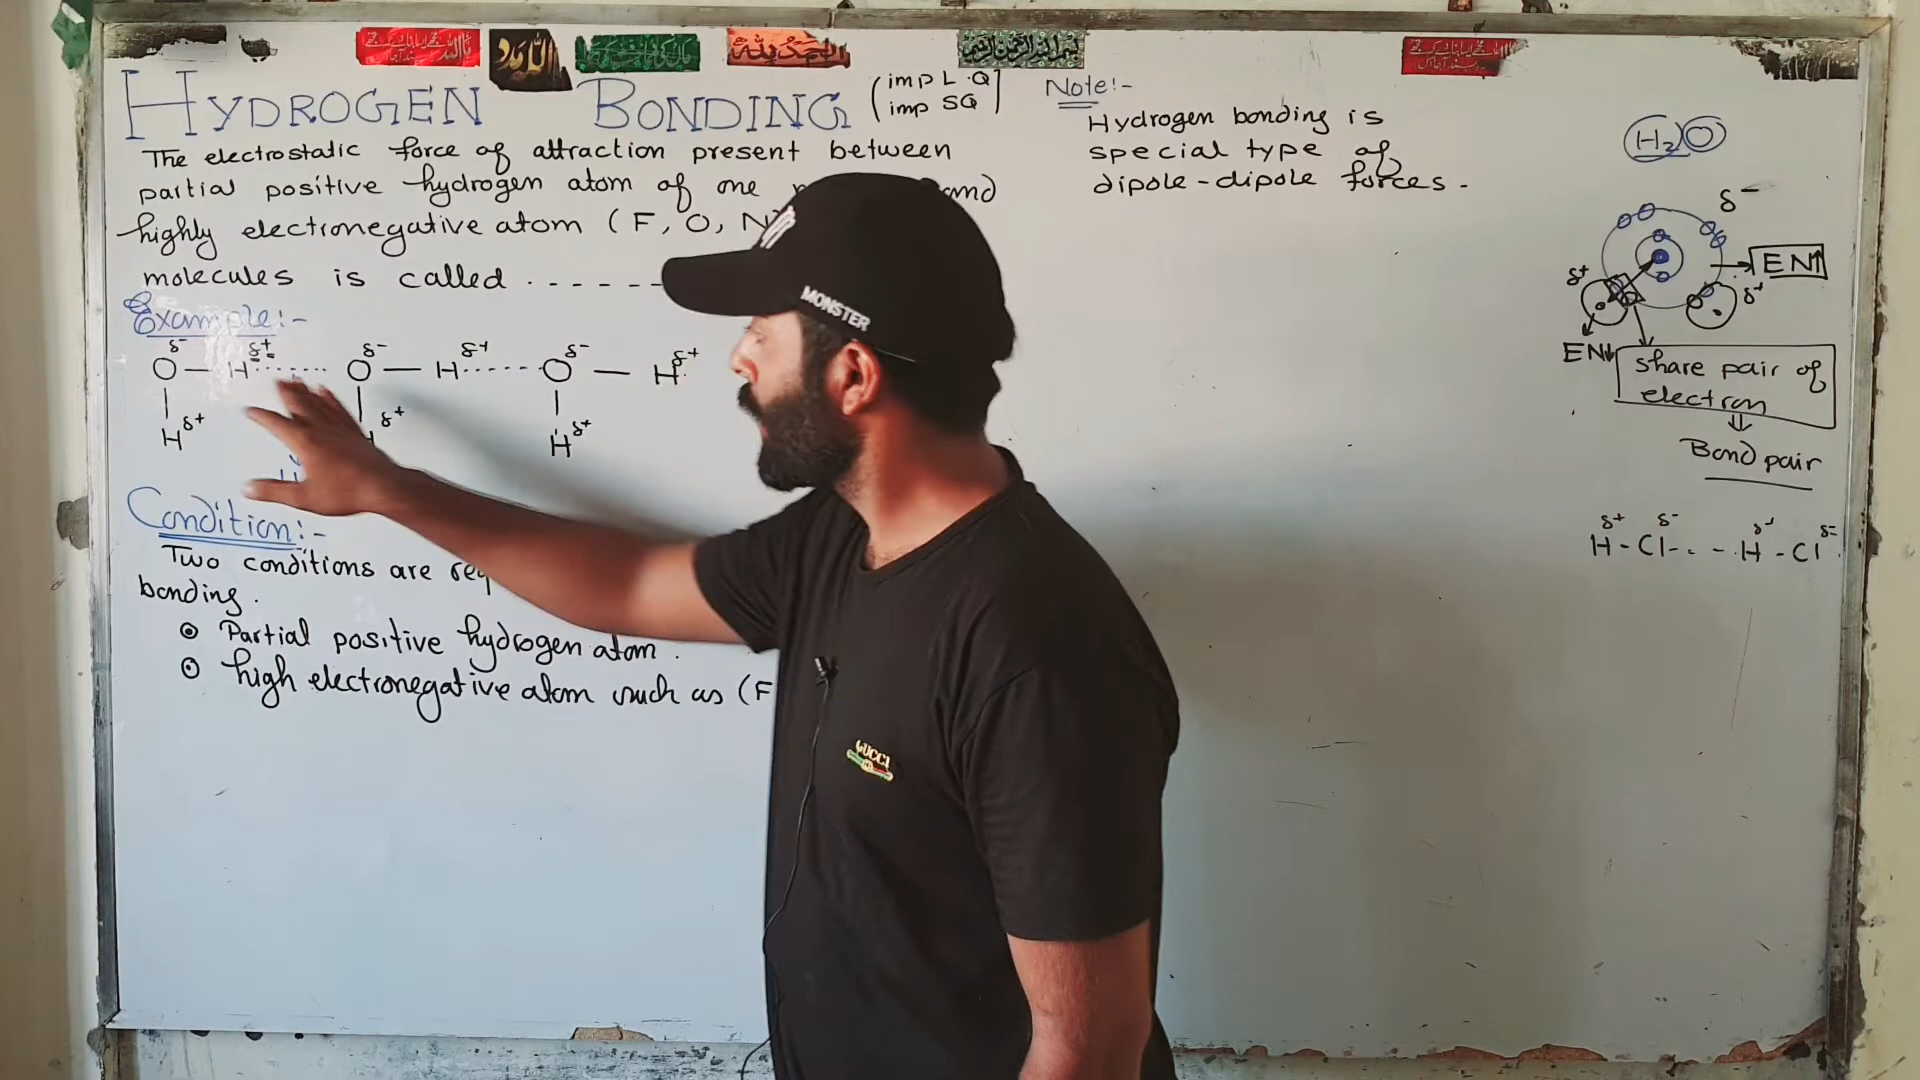 HYDROGEN BONDING (imp L.Q
imp SQ]
The electrostatic force of attraction present between
partial positive hydrogen atom of one and
highly electronegative atom (F, O, N
molecules is called ------
Example:-
δ- δ+ δ- δ+ δ- δ+
O — H ...... O — H ...... O — H
δ+ δ+ δ+
H H H
Condition:-
Two conditions are
bonding.
⊙ Partial positive hydrogen atom.
⊙ high electronegative atom such as (F
Note:-
Hydrogen bonding is
special type of
dipole-dipole forces.
H₂O
δ-
EN↑
δ+ δ+
EN↓
share pair of
electron
⇓
Bond pair
δ+ δ- δ+ δ-
H - Cl - - - H - Cl
MONSTER
GUCCI